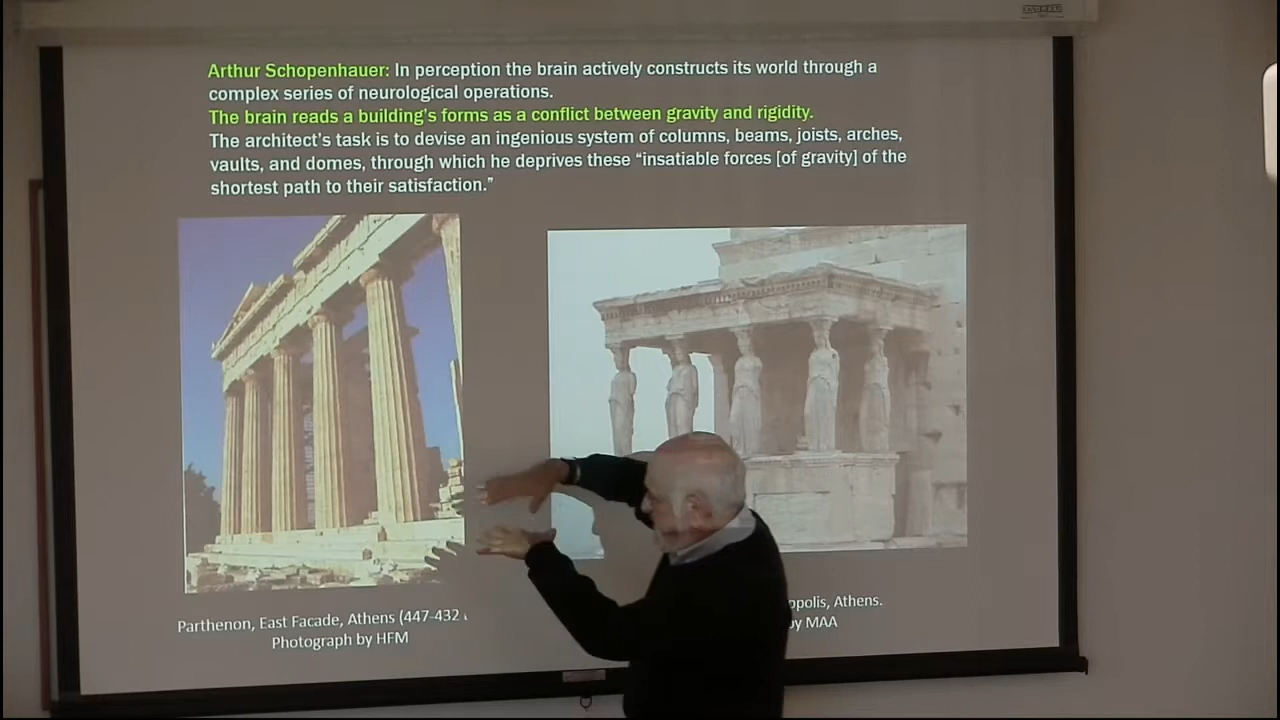 Arthur Schopenhauer: In perception the brain actively constructs its world through a
complex series of neurological operations.
The brain reads a building's forms as a conflict between gravity and rigidity.
The architect's task is to devise an ingenious system of columns, beams, joists, arches,
vaults, and domes, through which he deprives these “insatiable forces [of gravity] of the
shortest path to their satisfaction.”
Parthenon, East Facade, Athens (447-432
Photograph by HFM
opolis, Athens.
by MAA